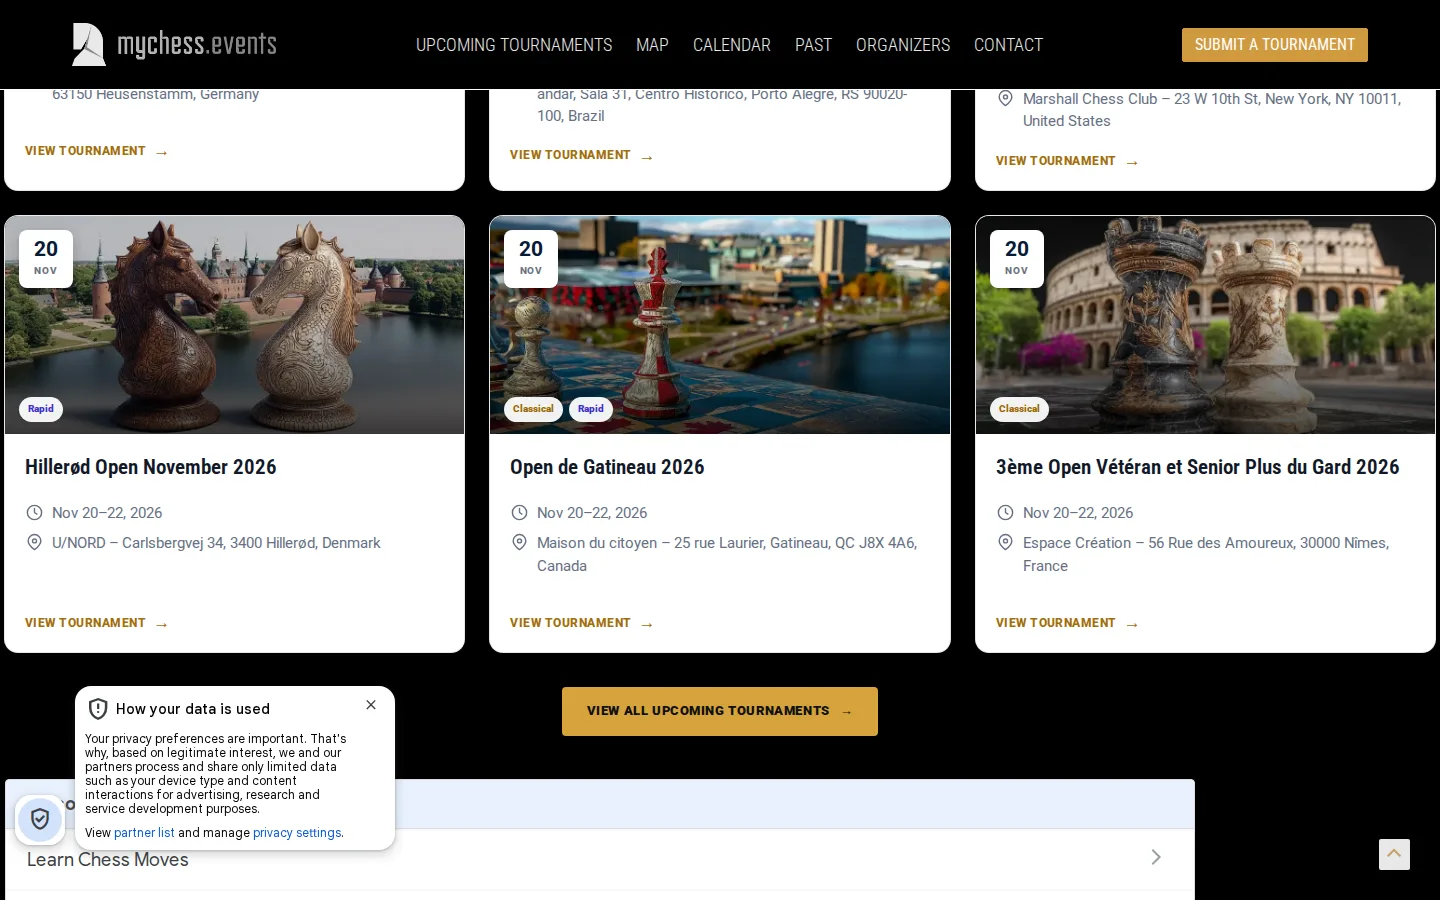 mychess.events
UPCOMING TOURNAMENTS MAP CALENDAR PAST ORGANIZERS CONTACT
SUBMIT A TOURNAMENT
63150 Heusenstamm, Germany
VIEW TOURNAMENT →
andar, Sala 31, Centro Histórico, Porto Alegre, RS 90020-
100, Brazil
VIEW TOURNAMENT →
Marshall Chess Club – 23 W 10th St, New York, NY 10011,
United States
VIEW TOURNAMENT →
20
NOV
Rapid
Hillerød Open November 2026
Nov 20–22, 2026
U/NORD – Carlsbergvej 34, 3400 Hillerød, Denmark
VIEW TOURNAMENT →
20
NOV
Classical Rapid
Open de Gatineau 2026
Nov 20–22, 2026
Maison du citoyen – 25 rue Laurier, Gatineau, QC J8X 4A6,
Canada
VIEW TOURNAMENT →
20
NOV
Classical
3ème Open Vétéran et Senior Plus du Gard 2026
Nov 20–22, 2026
Espace Création – 56 Rue des Amoureux, 30000 Nîmes,
France
VIEW TOURNAMENT →
VIEW ALL UPCOMING TOURNAMENTS →
How your data is used
Your privacy preferences are important. That's
why, based on legitimate interest, we and our
partners process and share only limited data
such as your device type and content
interactions for advertising, research and
service development purposes.
View partner list and manage privacy settings.
Learn Chess Moves